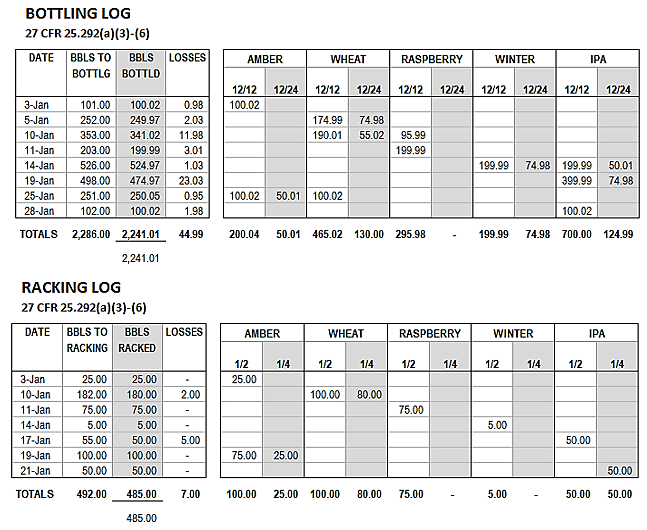 BOTTLING LOG
27 CFR 25.292(a)(3)-(6)
DATE BBLS TO BBLS LOSSES AMBER WHEAT RASPBERRY WINTER IPA
BOTTLG BOTTLD
12/12 12/24 12/12 12/24 12/12 12/24 12/12 12/24 12/12 12/24
3-Jan 101.00 100.02 0.98 100.02
5-Jan 252.00 249.97 2.03 174.99 74.98
10-Jan 353.00 341.02 11.98 190.01 55.02 95.99
11-Jan 203.00 199.99 3.01 199.99
14-Jan 526.00 524.97 1.03 199.99 74.98 199.99 50.01
19-Jan 498.00 474.97 23.03 399.99 74.98
25-Jan 251.00 250.05 0.95 100.02 50.01 100.02
28-Jan 102.00 100.02 1.98 100.02
TOTALS 2,286.00 2,241.01 44.99 200.04 50.01 465.02 130.00 295.98 - 199.99 74.98 700.00 124.99
2,241.01
RACKING LOG
27 CFR 25.292(a)(3)-(6)
DATE BBLS TO BBLS LOSSES AMBER WHEAT RASPBERRY WINTER IPA
RACKING RACKED
1/2 1/4 1/2 1/4 1/2 1/4 1/2 1/4 1/2 1/4
3-Jan 25.00 25.00 - 25.00
10-Jan 182.00 180.00 2.00 100.00 80.00
11-Jan 75.00 75.00 - 75.00
14-Jan 5.00 5.00 - 5.00
17-Jan 55.00 50.00 5.00 50.00
19-Jan 100.00 100.00 - 75.00 25.00
21-Jan 50.00 50.00 - 50.00
TOTALS 492.00 485.00 7.00 100.00 25.00 100.00 80.00 75.00 - 5.00 - 50.00 50.00
485.00